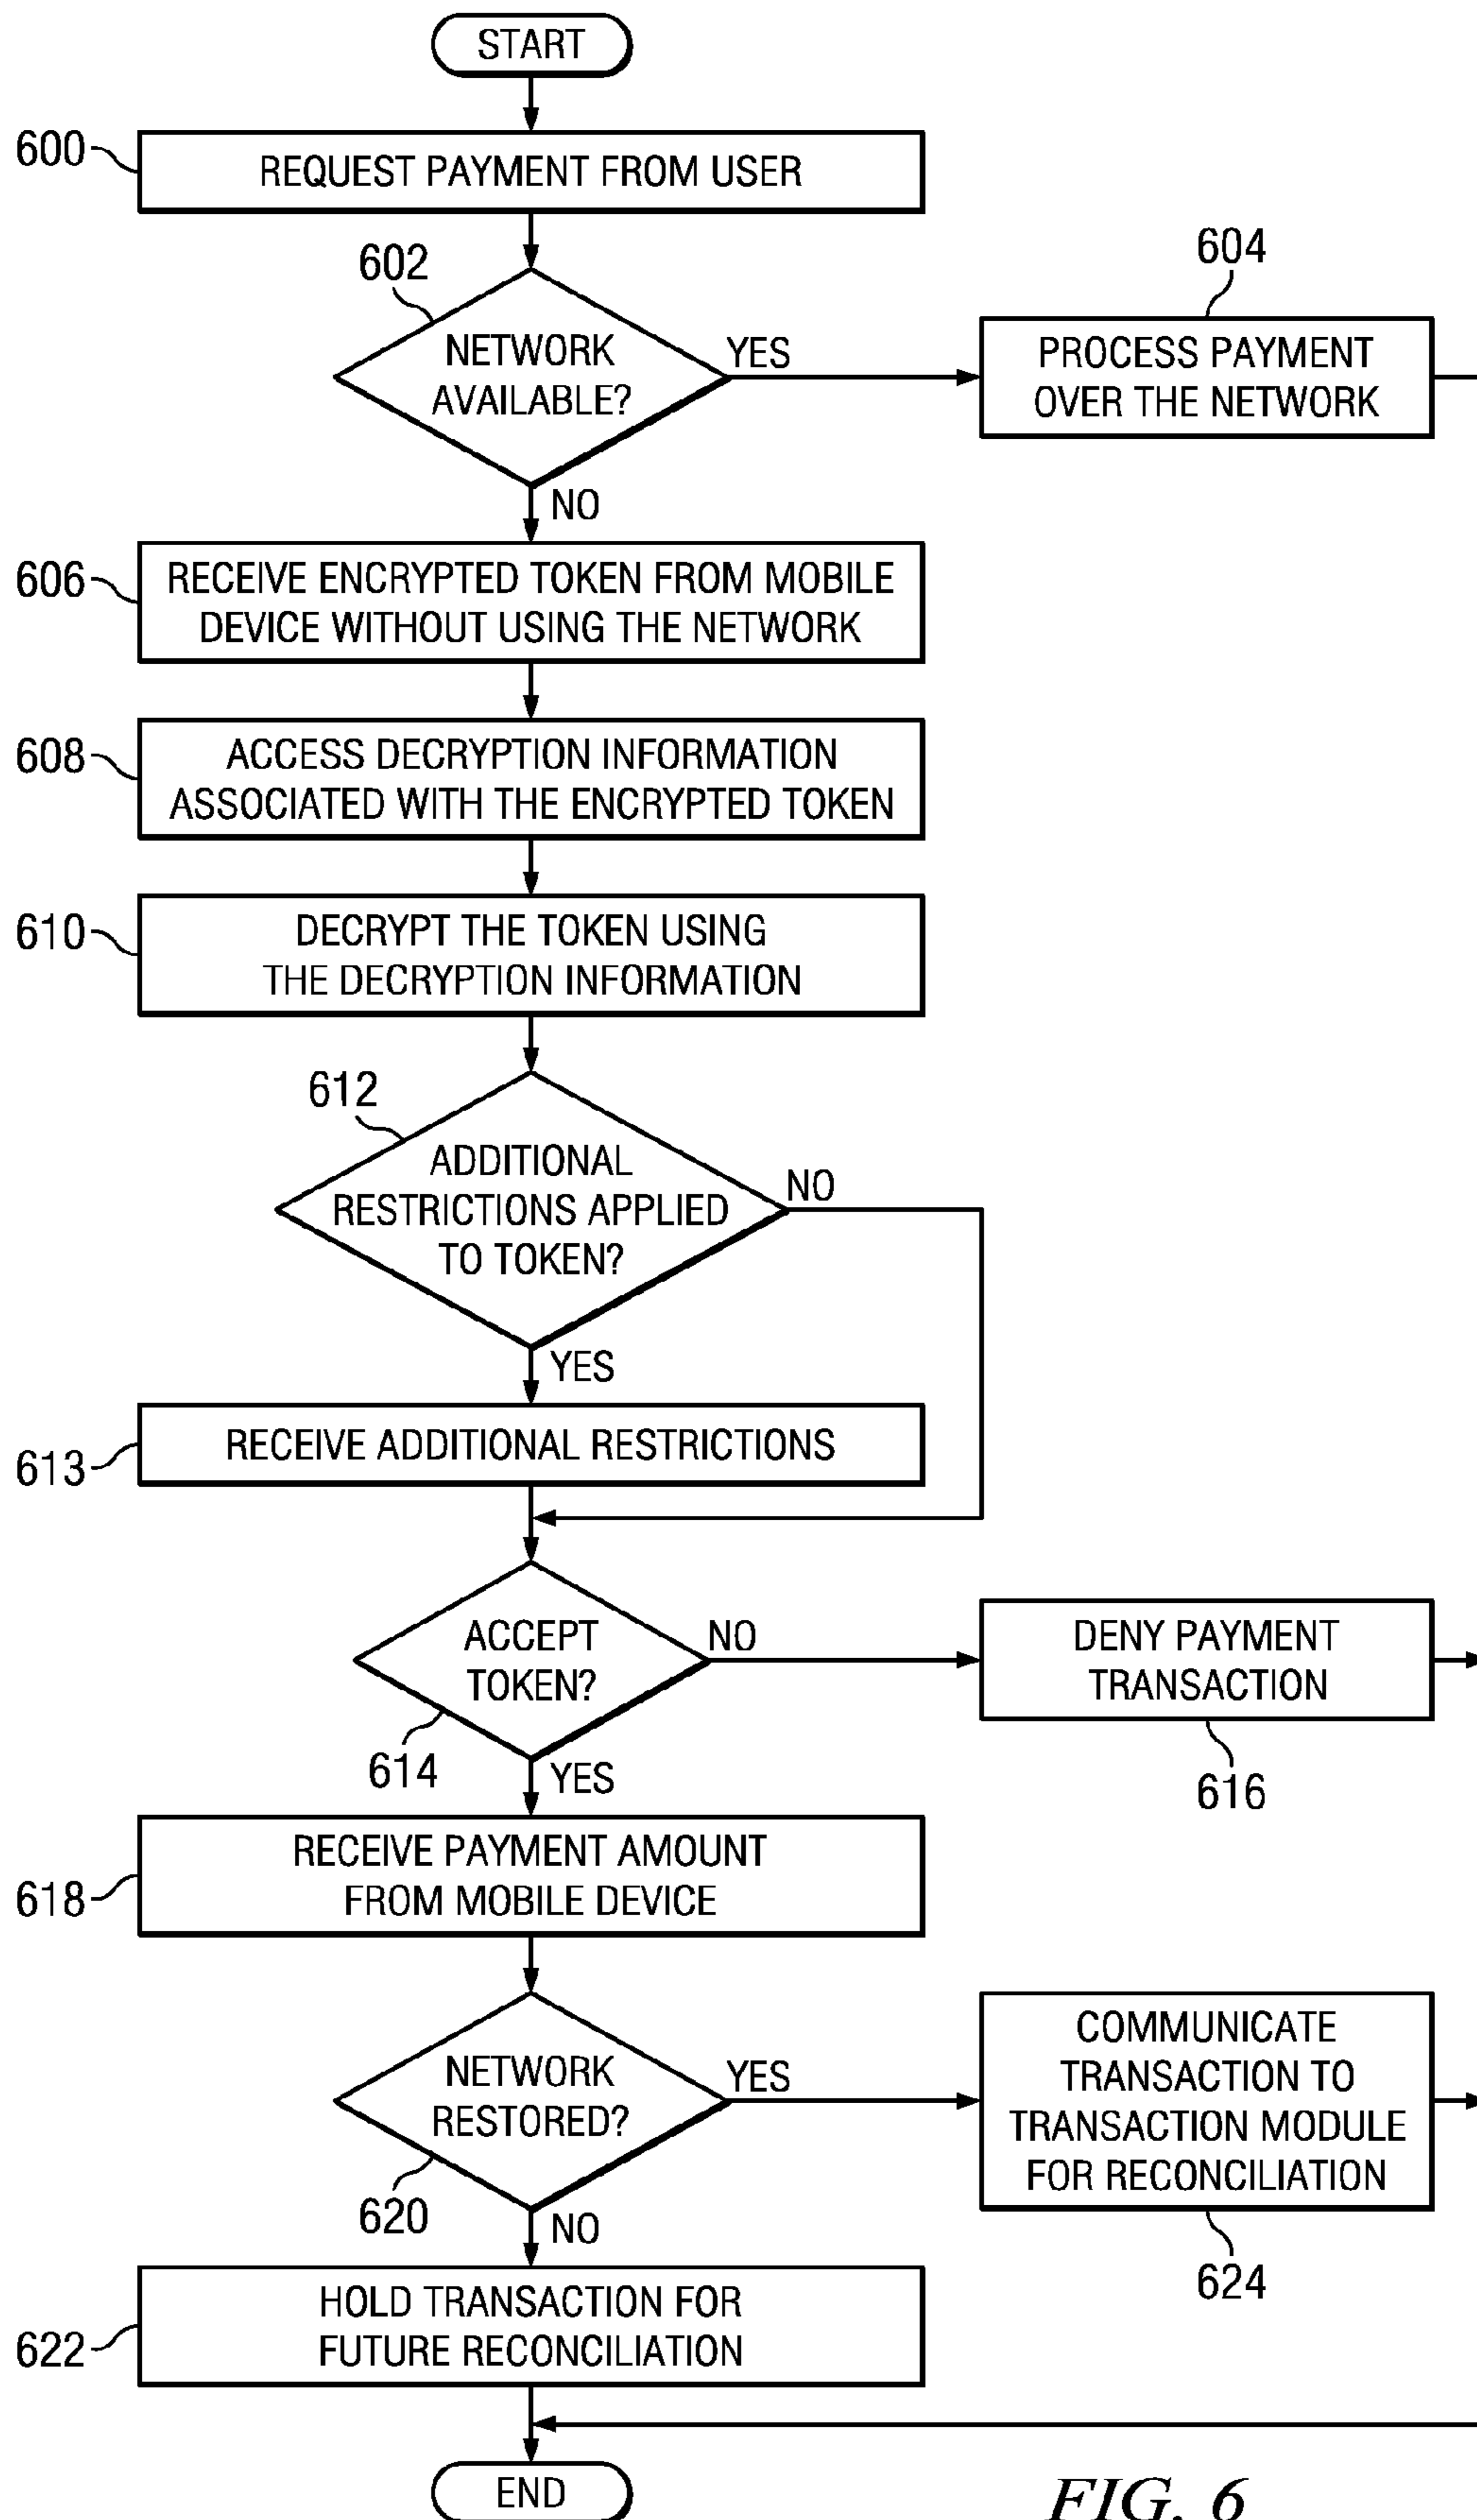 START
600
REQUEST PAYMENT FROM USER
602
NETWORK
AVAILABLE?
YES
604
PROCESS PAYMENT
OVER THE NETWORK
NO
606
RECEIVE ENCRYPTED TOKEN FROM MOBILE
DEVICE WITHOUT USING THE NETWORK
608
ACCESS DECRYPTION INFORMATION
ASSOCIATED WITH THE ENCRYPTED TOKEN
610
DECRYPT THE TOKEN USING
THE DECRYPTION INFORMATION
612
ADDITIONAL
RESTRICTIONS APPLIED
TO TOKEN?
NO
YES
613
RECEIVE ADDITIONAL RESTRICTIONS
ACCEPT
TOKEN?
NO
DENY PAYMENT
TRANSACTION
614
616
YES
618
RECEIVE PAYMENT AMOUNT
FROM MOBILE DEVICE
NETWORK
RESTORED?
YES
COMMUNICATE
TRANSACTION TO
TRANSACTION MODULE
FOR RECONCILIATION
620
624
NO
622
HOLD TRANSACTION FOR
FUTURE RECONCILIATION
END
FIG. 6